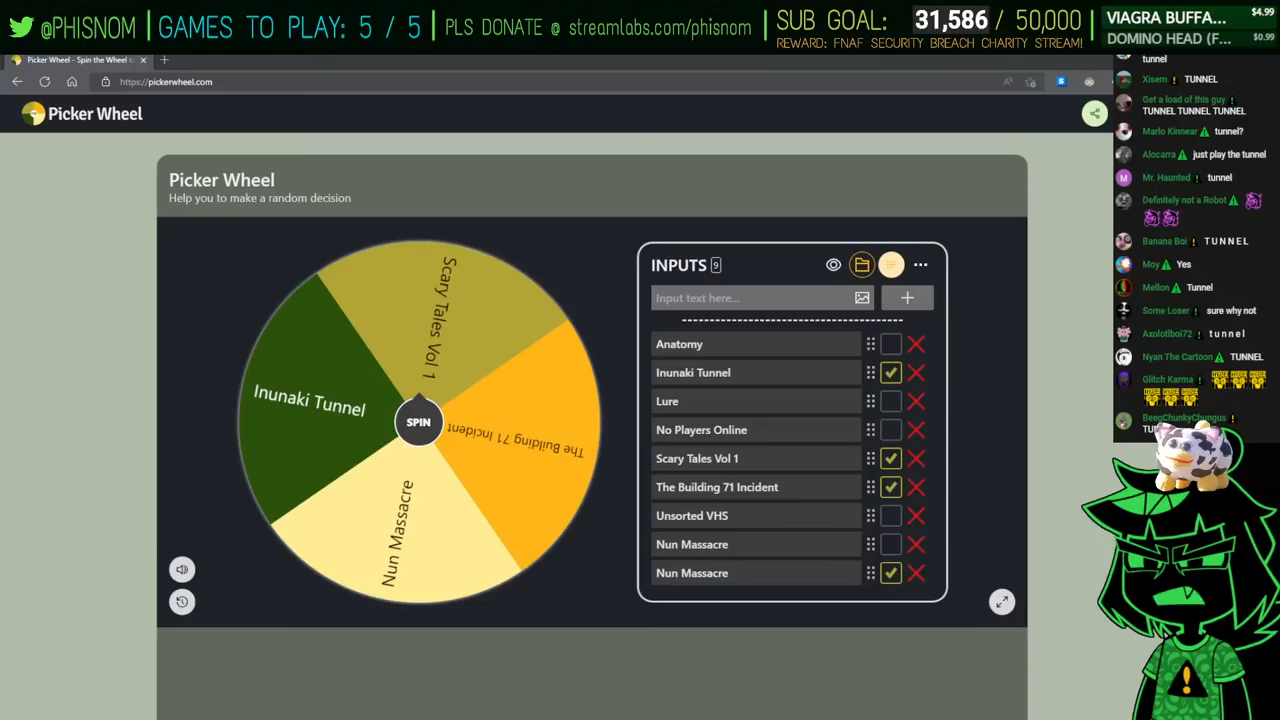 @PHISNOM
GAMES TO PLAY: 5 / 5
PLS DONATE @ streamlabs.com/phisnom
SUB GOAL: 31,586 / 50,000
REWARD: FNAF SECURITY BREACH CHARITY STREAM!
VIAGRA BUFFA... $4.99
DOMINO HEAD (F... $0.99
Picker Wheel - Spin the Wheel t
https://pickerwheel.com
Picker Wheel
Picker Wheel
Help you to make a random decision
Scary Tales Vol 1
Inunaki Tunnel
SPIN
The Building 71 Incident
Nun Massacre
INPUTS 9
Input text here...
Anatomy
Inunaki Tunnel
Lure
No Players Online
Scary Tales Vol 1
The Building 71 Incident
Unsorted VHS
Nun Massacre
Nun Massacre
tunnel
Xisem TUNNEL
Get a load of this guy
TUNNEL TUNNEL TUNNEL
Marlo Kinnear tunnel?
Alocarra just play the tunnel
Mr. Haunted tunnel
Definitely not a Robot
Banana Boi T U N N E L
Moy Yes
Mellon Tunnel
Some Loser sure why not
Axolotlboi72 t u n n e l
Nyan The Cartoon TUNNEL
Glitch Karma
BeegChunkyChungus